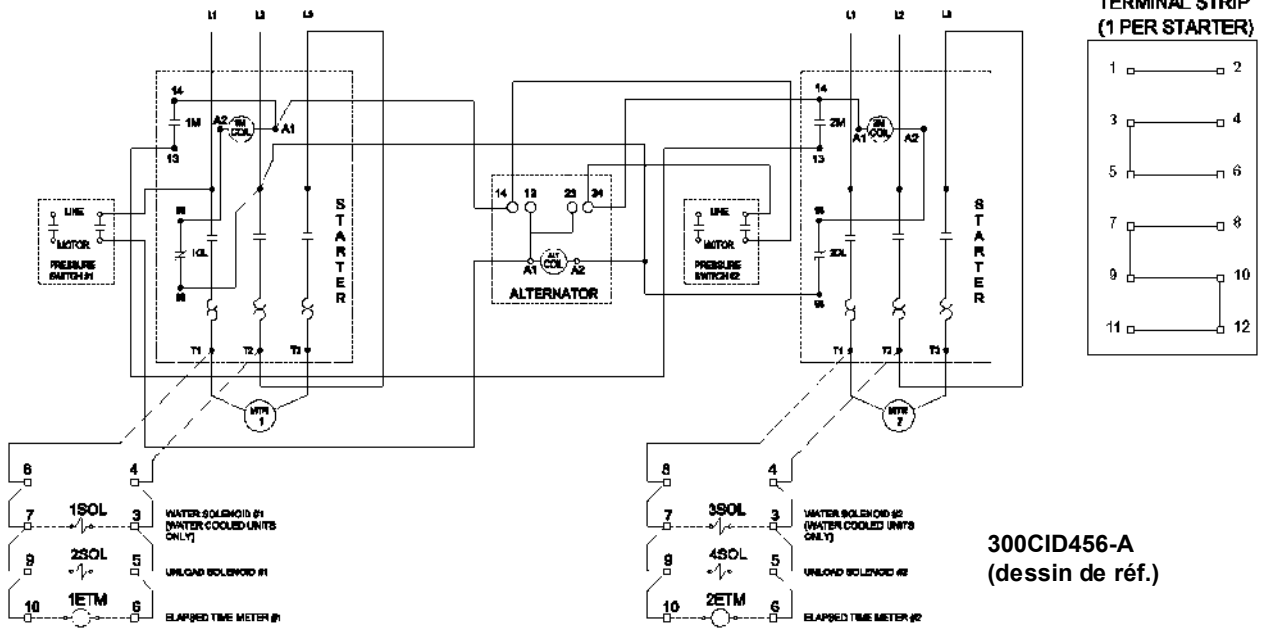 L1 L2 L3
L1 L2 L3
TERMINAL STRIP
(1 PER STARTER)
1 2
3 4
5 6
7 8
9 10
11 12
14
1M
A2
COIL
A1
13
LINE
MOTOR
PRESSURE
SWITCH #1
1OL
STARTER
T1 T2 T3
MTR
1
14 13 23 24
A1
ALT
COIL
A2
ALTERNATOR
LINE
MOTOR
PRESSURE
SWITCH #2
14
2M
A1
2M
COIL
A2
13
2OL
STARTER
T1 T2 T3
MTR
2
8 4
7 1SOL 3
WATER SOLENOID #1
[WATER COOLED UNITS
ONLY]
9 2SOL 5
UNLOAD SOLENOID #1
10 1ETM 6
ELAPSED TIME METER #1
8 4
7 3SOL 3
WATER SOLENOID #2
(WATER COOLED UNITS
ONLY]
9 4SOL 5
UNLOAD SOLENOID #2
10 2ETM 6
ELAPSED TIME METER #2
300CID456-A
(dessin de réf.)